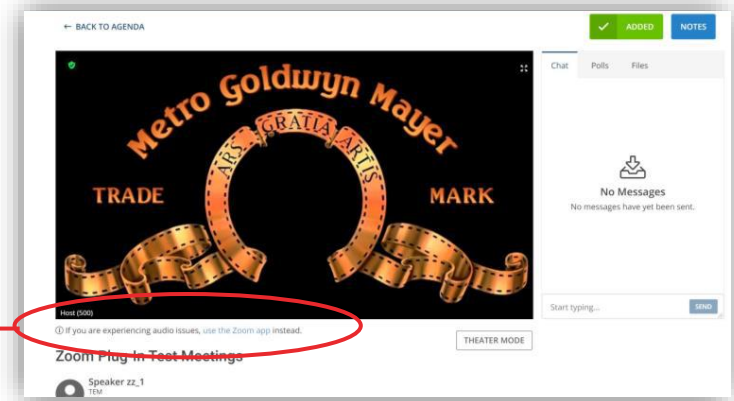 ← BACK TO AGENDA
ADDED
NOTES
Metro Goldwyn Mayer
ARS GRATIA ARTIS
TRADE MARK
Host (500)
Chat Polls Files
No Messages
No messages have yet been sent.
Start typing...
SEND
If you are experiencing audio issues, use the Zoom app instead.
THEATER MODE
Zoom Plug-In Test Meetings
Speaker zz_1
TEM